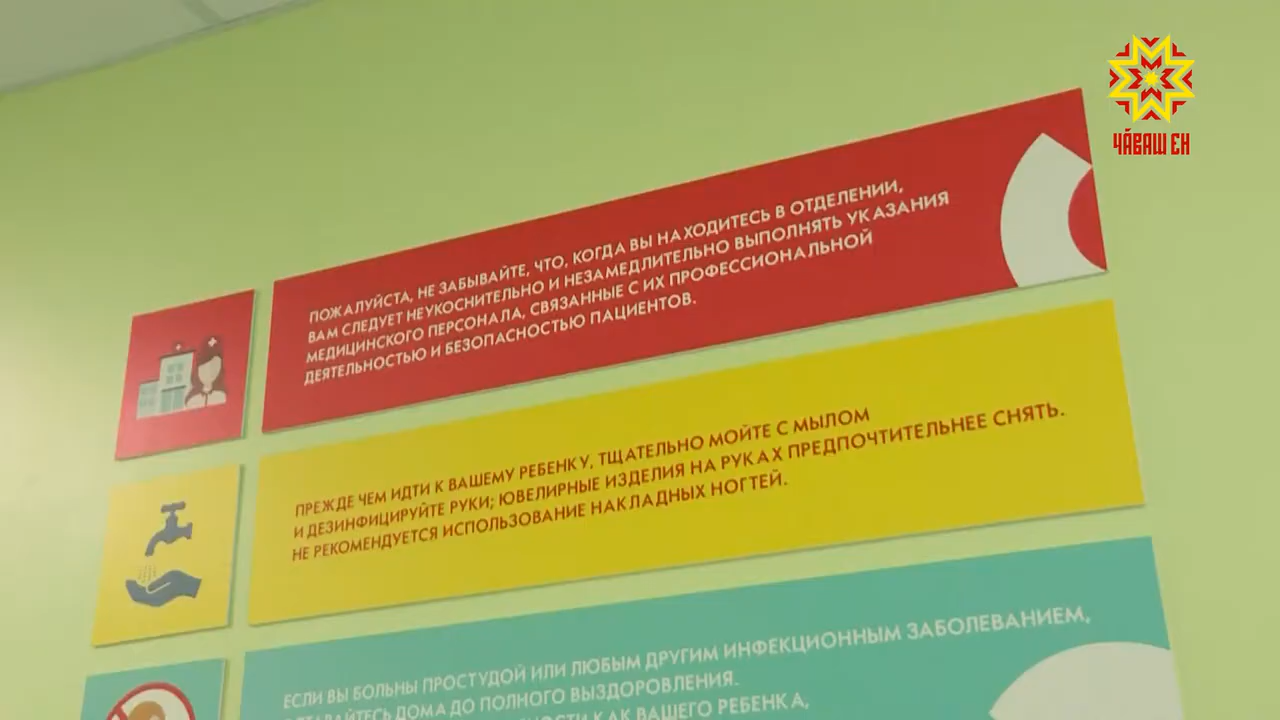 ЧӐВАШ ЕН
ПОЖАЛУЙСТА, НЕ ЗАБЫВАЙТЕ, ЧТО, КОГДА ВЫ НАХОДИТЕСЬ В ОТДЕЛЕНИИ,
ВАМ СЛЕДУЕТ НЕУКОСНИТЕЛЬНО И НЕЗАМЕДЛИТЕЛЬНО ВЫПОЛНЯТЬ УКАЗАНИЯ
МЕДИЦИНСКОГО ПЕРСОНАЛА, СВЯЗАННЫЕ С ИХ ПРОФЕССИОНАЛЬНОЙ
ДЕЯТЕЛЬНОСТЬЮ И БЕЗОПАСНОСТЬЮ ПАЦИЕНТОВ.
ПРЕЖДЕ ЧЕМ ИДТИ К ВАШЕМУ РЕБЕНКУ, ТЩАТЕЛЬНО МОЙТЕ С МЫЛОМ
И ДЕЗИНФИЦИРУЙТЕ РУКИ; ЮВЕЛИРНЫЕ ИЗДЕЛИЯ НА РУКАХ ПРЕДПОЧТИТЕЛЬНЕЕ СНЯТЬ.
НЕ РЕКОМЕНДУЕТСЯ ИСПОЛЬЗОВАНИЕ НАКЛАДНЫХ НОГТЕЙ.
ЕСЛИ ВЫ БОЛЬНЫ ПРОСТУДОЙ ИЛИ ЛЮБЫМ ДРУГИМ ИНФЕКЦИОННЫМ ЗАБОЛЕВАНИЕМ,
ДОМА ДО ПОЛНОГО ВЫЗДОРОВЛЕНИЯ.
КАК ВАШЕГО РЕБЕНКА,